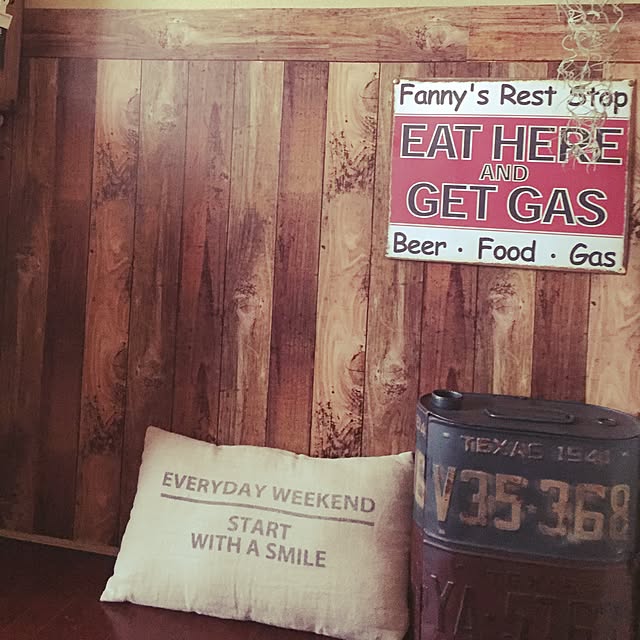 Fanny's Rest Stop
EAT HERE
AND
GET GAS
Beer · Food · Gas
EVERYDAY WEEKEND
START
WITH A SMILE
TEXAS 1941
V35-368